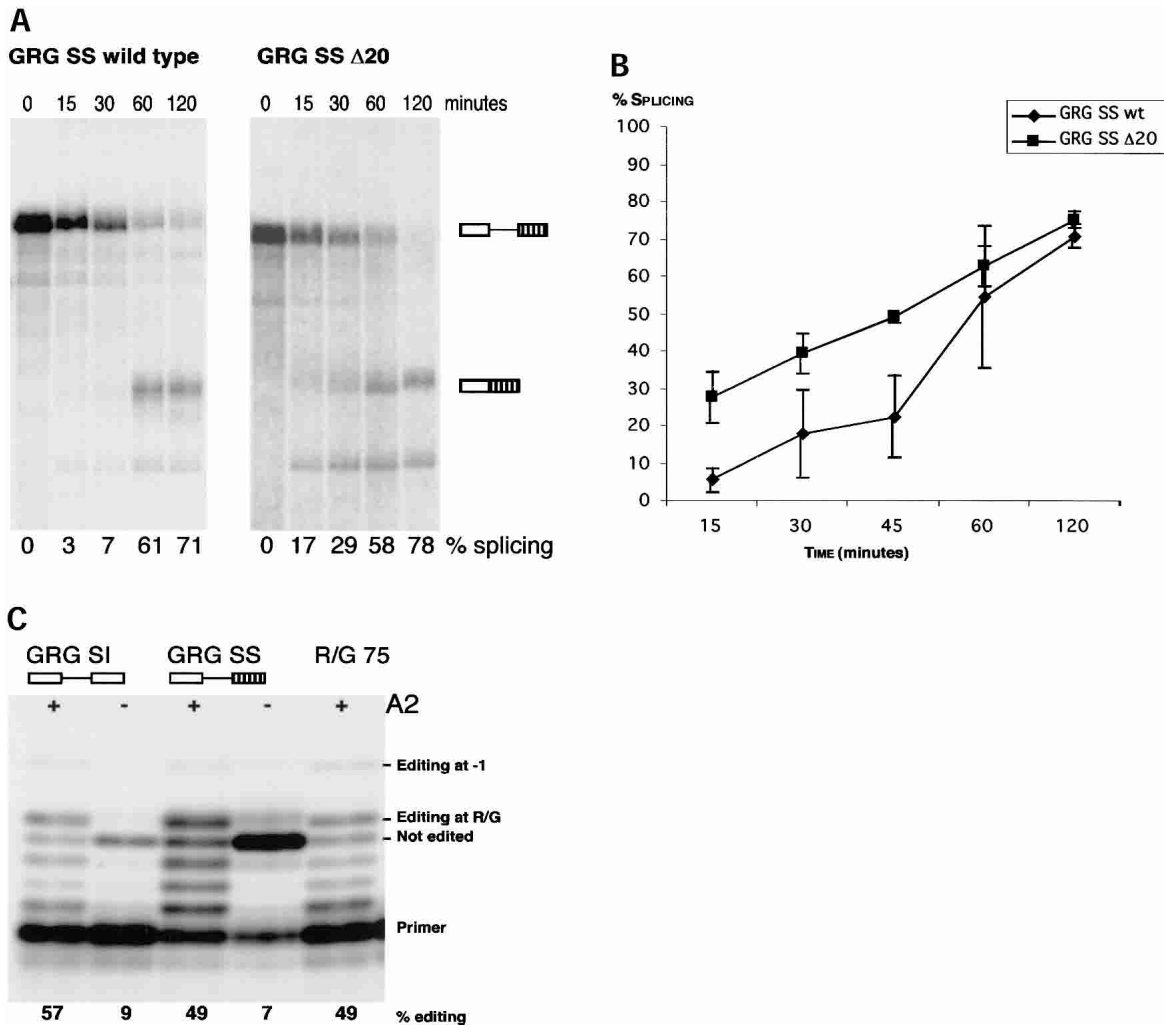 A
GRG SS wild type
GRG SS Δ20
0 15 30 60 120
0 15 30 60 120 minutes
0 3 7 61 71
0 17 29 58 78 % splicing
B
% SPLICING
GRG SS wt
GRG SS Δ20
100
90
80
70
60
50
40
30
20
10
0
15 30 45 60 120
TIME (minutes)
C
GRG SI GRG SS R/G 75
+ - + - + A2
Editing at -1
Editing at R/G
Not edited
Primer
57 9 49 7 49 % editing